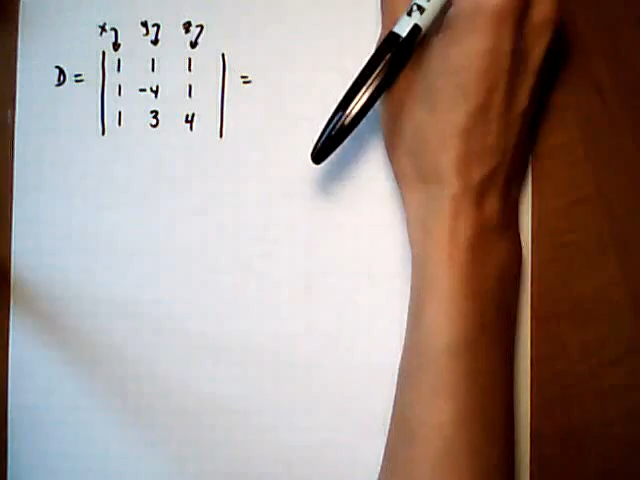 x y z
D = | 1 1 1 | =
| 1 -4 1 |
| 1 3 4 |